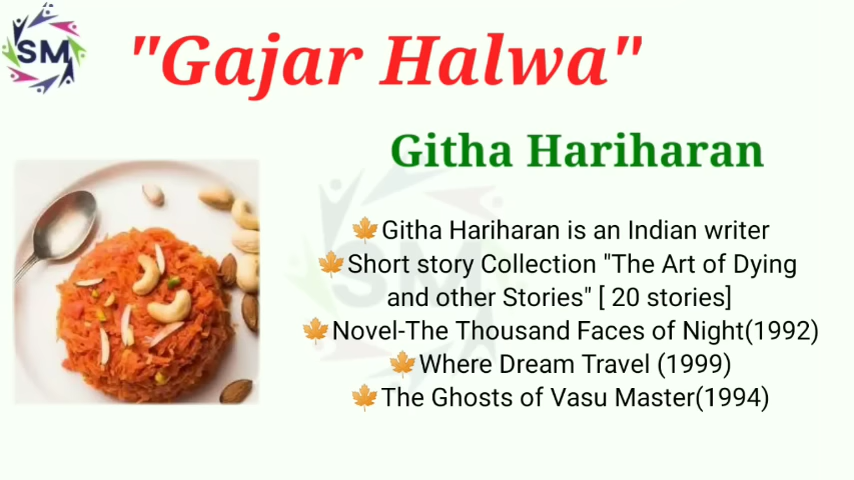 SM
"Gajar Halwa"
Githa Hariharan
🍁Githa Hariharan is an Indian writer
🍁Short story Collection "The Art of Dying
and other Stories" [ 20 stories]
🍁Novel-The Thousand Faces of Night(1992)
🍁Where Dream Travel (1999)
🍁The Ghosts of Vasu Master(1994)
SM